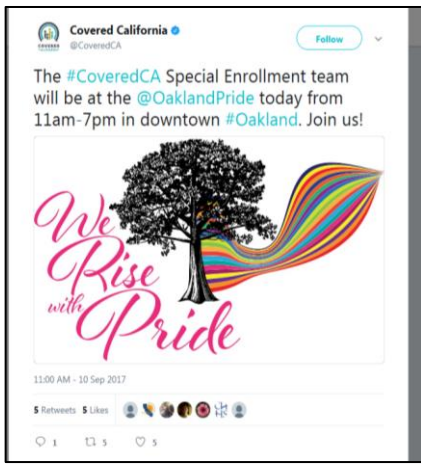 Covered California
@CoveredCA
Follow
The #CoveredCA Special Enrollment team
will be at the @OaklandPride today from
11am-7pm in downtown #Oakland. Join us!
We
Rise
with
Pride
11:00 AM - 10 Sep 2017
5 Retweets 5 Likes
1 5 5